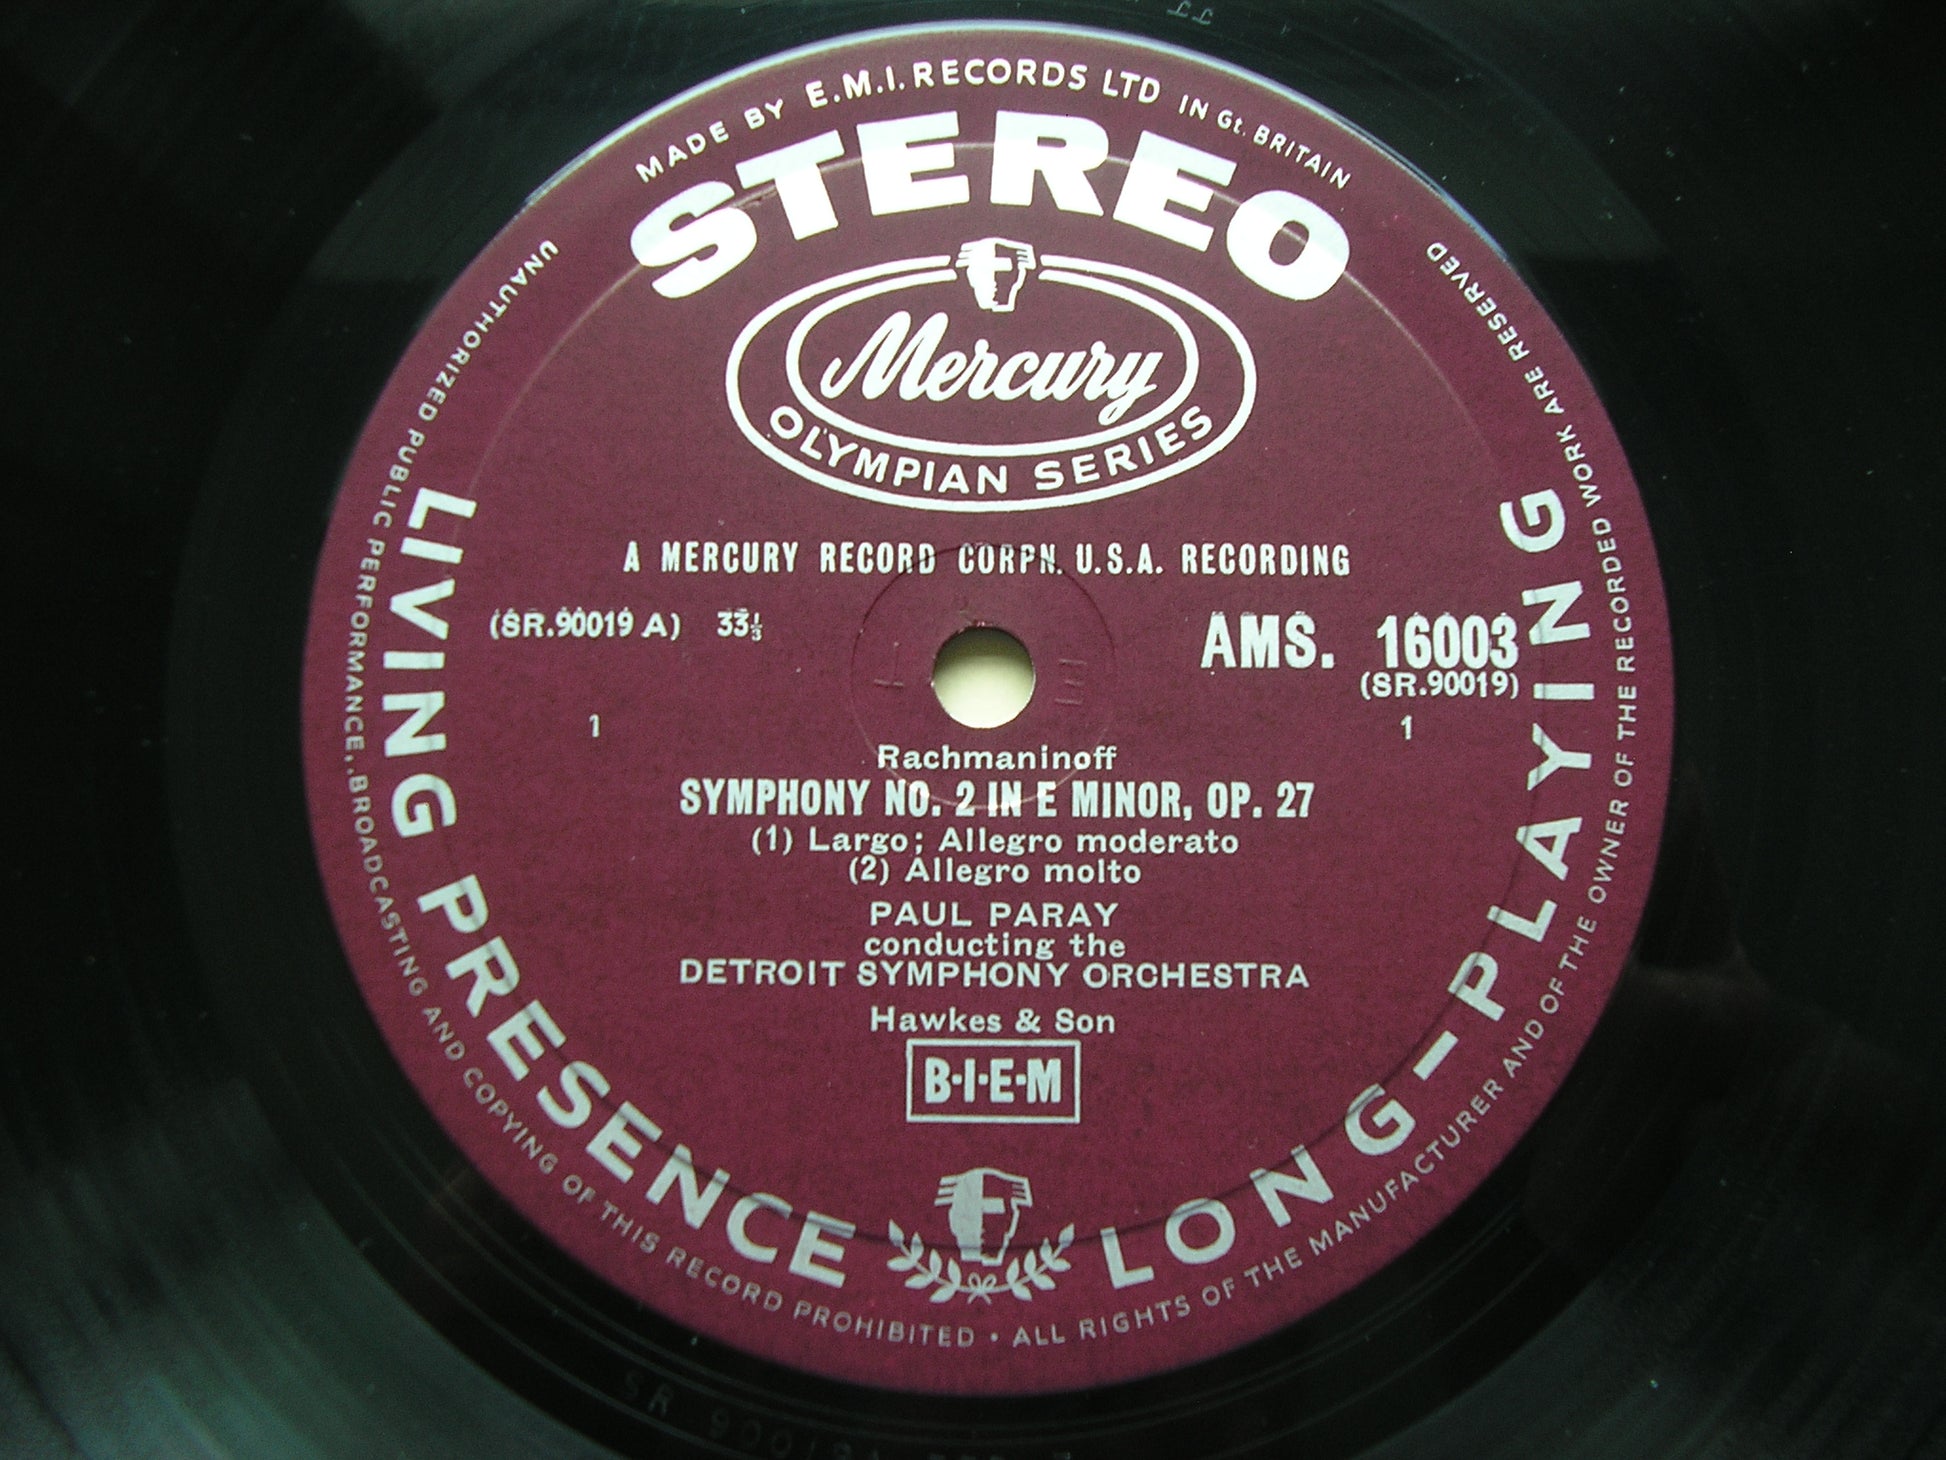 MADE BY E.M.I. RECORDS LTD IN Gt. BRITAIN
STEREO
Mercury
OLYMPIAN SERIES
A MERCURY RECORD CORPN. U.S.A. RECORDING
(SR.90019 A) 33⅓ AMS. 16003
(SR.90019)
1 1
Rachmaninoff
SYMPHONY NO. 2 IN E MINOR, OP. 27
(1) Largo; Allegro moderato
(2) Allegro molto
PAUL PARAY
conducting the
DETROIT SYMPHONY ORCHESTRA
Hawkes & Son
B·I·E·M
LIVING PRESENCE LONG-PLAYING
UNAUTHORIZED PUBLIC PERFORMANCE, BROADCASTING AND COPYING OF THIS RECORD PROHIBITED • ALL RIGHTS OF THE MANUFACTURER AND OF THE OWNER OF THE RECORDED WORK ARE RESERVED